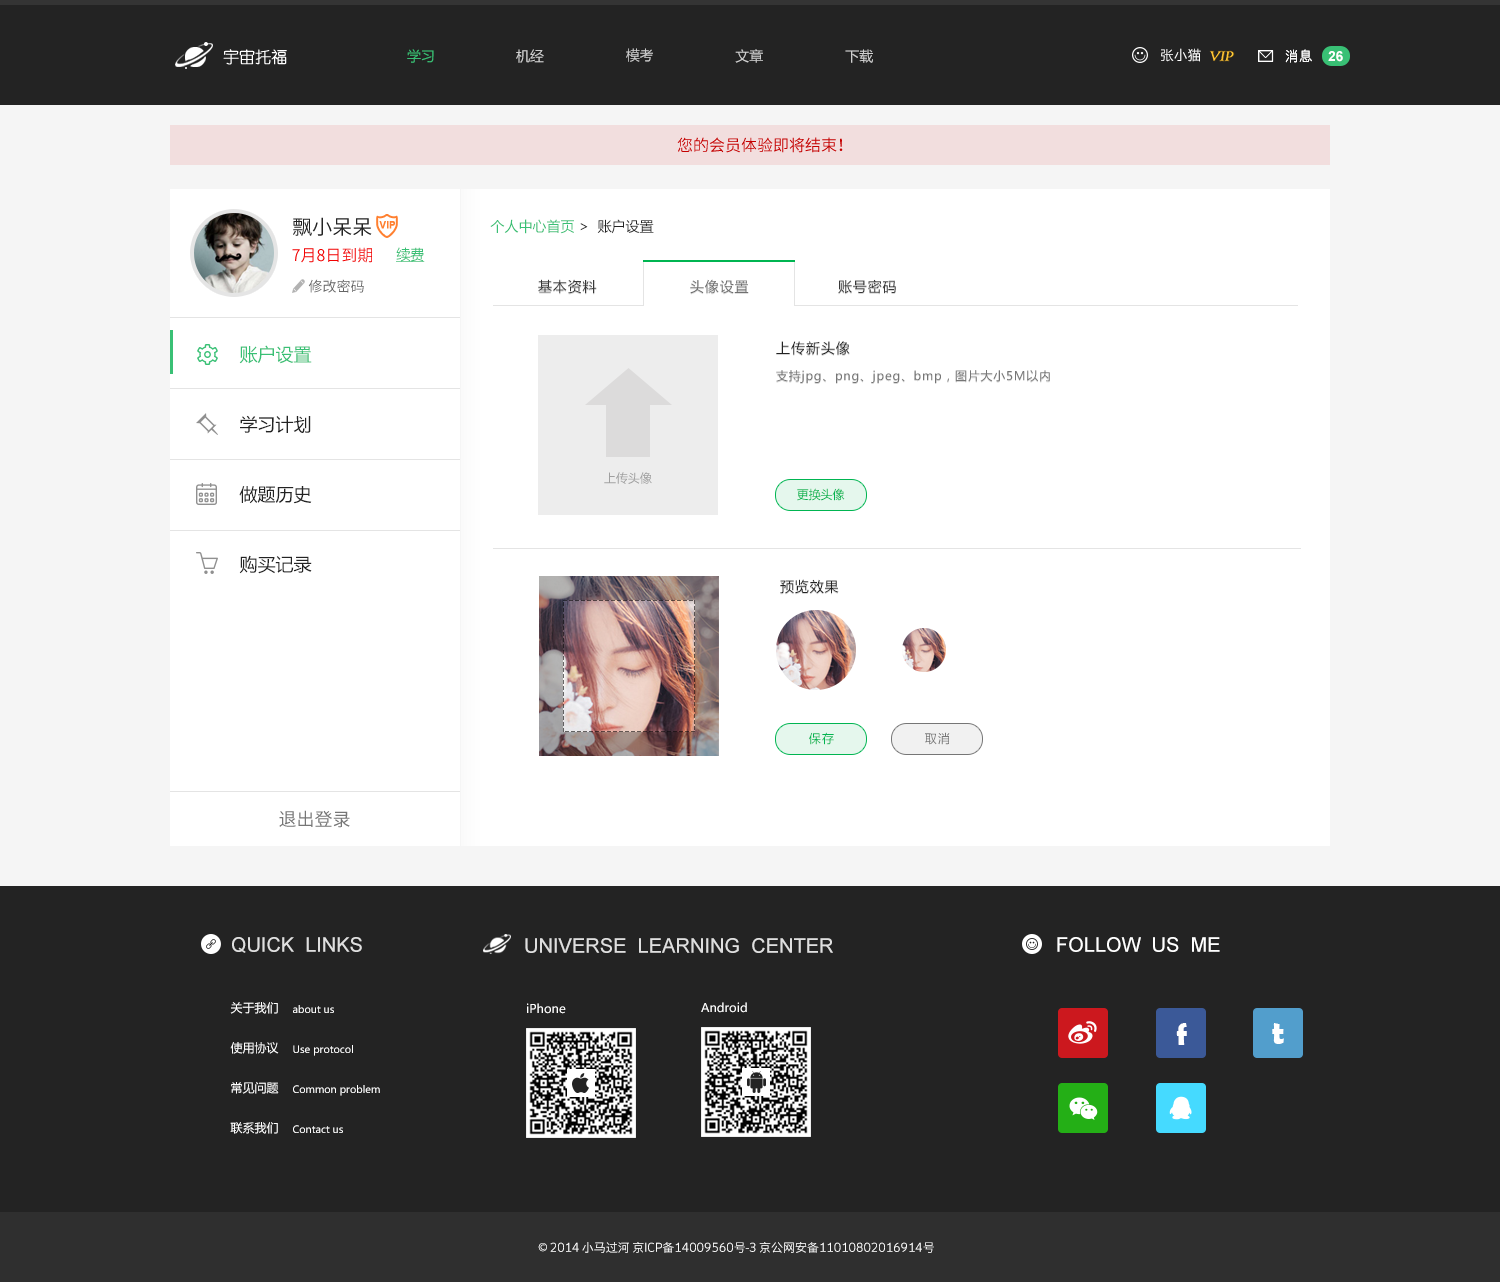 宇宙托福
学习
机经
模考
文章
下载
张小猫 VIP
消息 26
您的会员体验即将结束！
飘小呆呆 VIP
7月8日到期 续费
修改密码
账户设置
学习计划
做题历史
购买记录
退出登录
个人中心首页 > 账户设置
基本资料
头像设置
账号密码
上传头像
上传新头像
支持jpg、png、jpeg、bmp，图片大小5M以内
更换头像
预览效果
保存
取消
QUICK LINKS
关于我们 about us
使用协议 Use protocol
常见问题 Common problem
联系我们 Contact us
UNIVERSE LEARNING CENTER
iPhone
Android
FOLLOW US ME
© 2014 小马过河 京ICP备14009560号-3 京公网安备11010802016914号